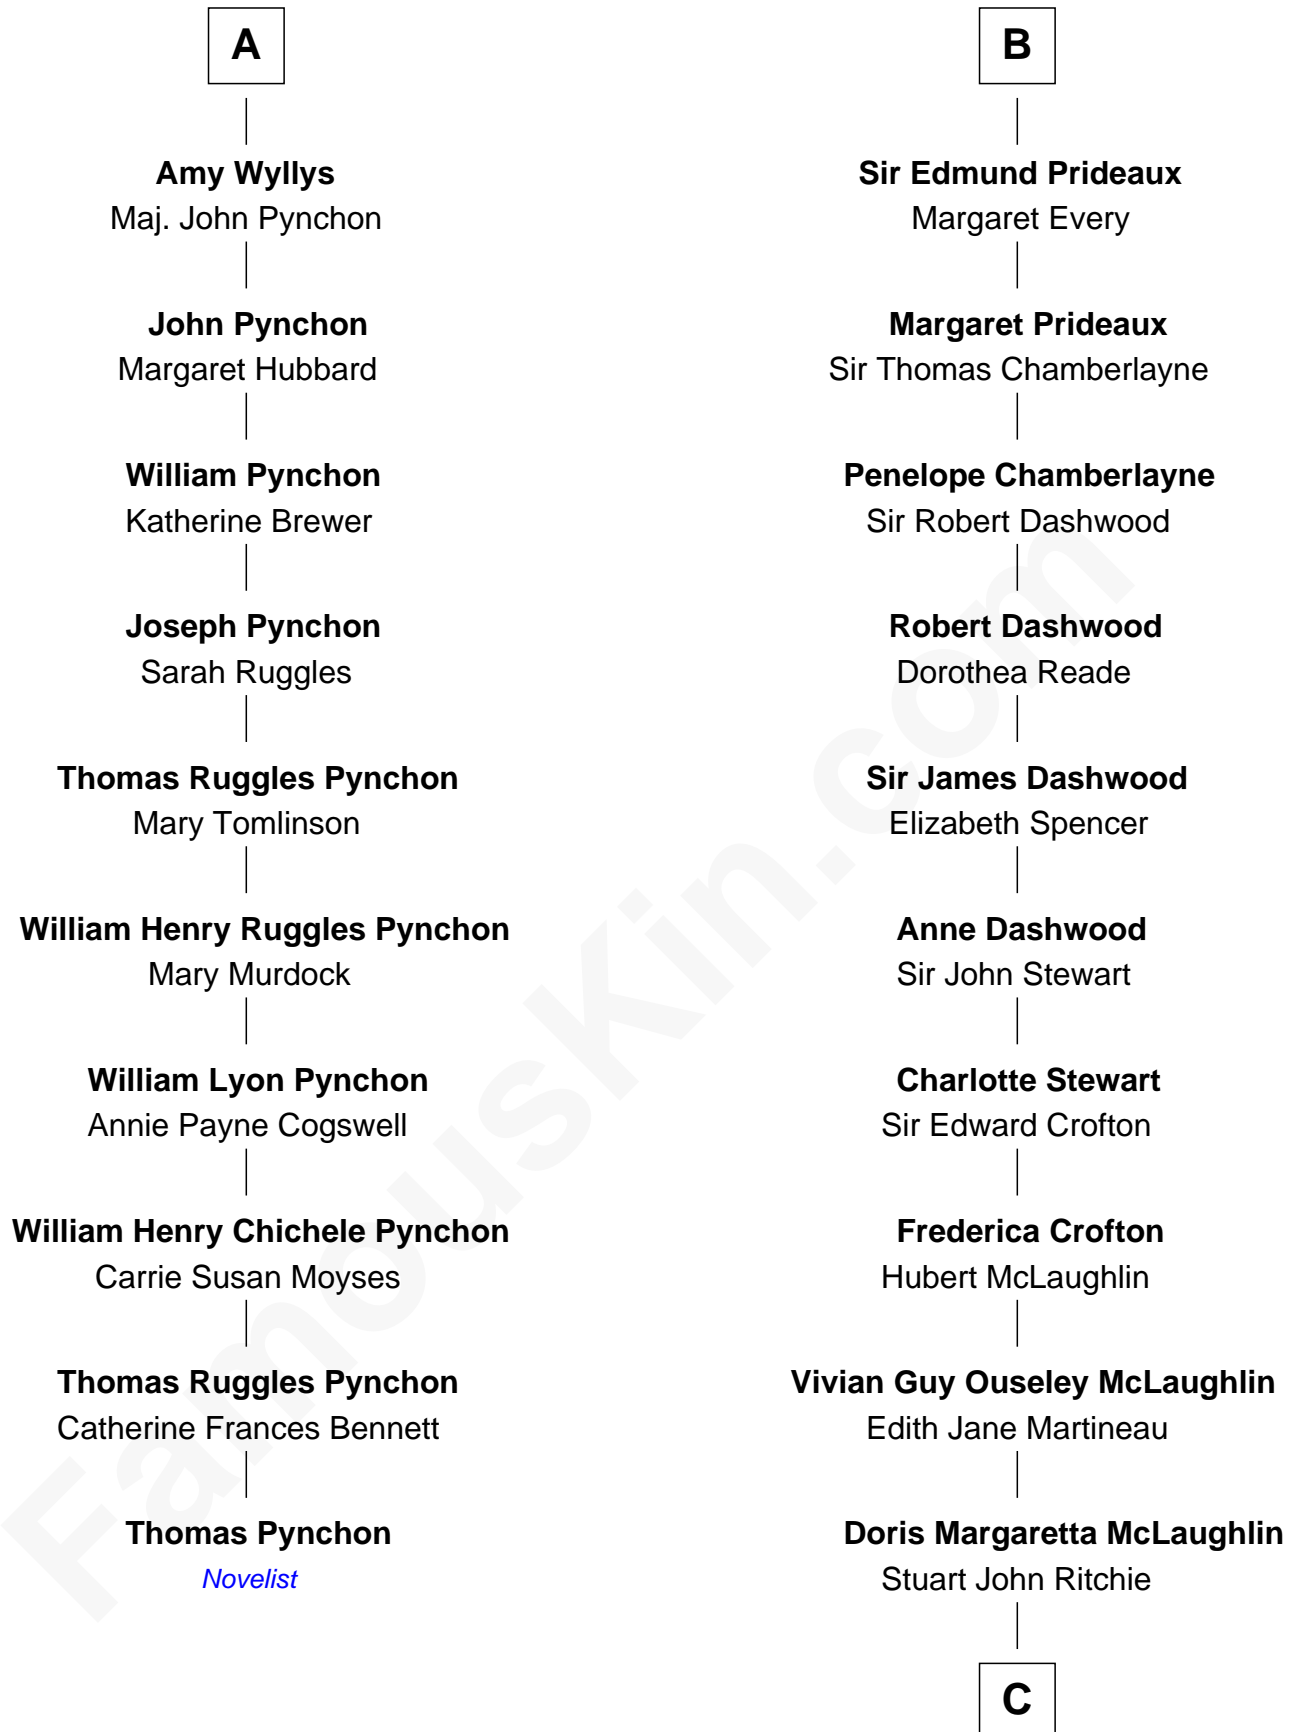 A
Amy Wyllys
Maj. John Pynchon
John Pynchon
Margaret Hubbard
William Pynchon
Katherine Brewer
Joseph Pynchon
Sarah Ruggles
Thomas Ruggles Pynchon
Mary Tomlinson
William Henry Ruggles Pynchon
Mary Murdock
William Lyon Pynchon
Annie Payne Cogswell
William Henry Chichele Pynchon
Carrie Susan Moyses
Thomas Ruggles Pynchon
Catherine Frances Bennett
Thomas Pynchon
Novelist
B
Sir Edmund Prideaux
Margaret Every
Margaret Prideaux
Sir Thomas Chamberlayne
Penelope Chamberlayne
Sir Robert Dashwood
Robert Dashwood
Dorothea Reade
Sir James Dashwood
Elizabeth Spencer
Anne Dashwood
Sir John Stewart
Charlotte Stewart
Sir Edward Crofton
Frederica Crofton
Hubert McLaughlin
Vivian Guy Ouseley McLaughlin
Edith Jane Martineau
Doris Margaretta McLaughlin
Stuart John Ritchie
C
FamousKin.com